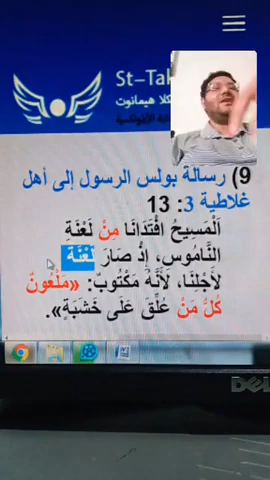 St-Tak
كلا هيمانوت
9) رسالة بولس الرسول إلى أهل
غلاطية 3: 13
اَلْمَسِيحُ افْتَدَانَا مِنْ لَعْنَةِ
النَّامُوسِ، إِذْ صَارَ لَعْنَةً
لأَجْلِنَا، لأَنَّهُ مَكْتُوبٌ: «مَلْعُونٌ
كُلُّ مَنْ عُلِّقَ عَلَى خَشَبَةٍ».
DELL